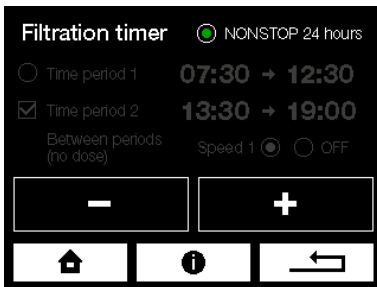 Filtration timer NONSTOP 24 hours
Time period 1 07:30 → 12:30
Time period 2 13:30 → 19:00
Between periods Speed 1 OFF
(no dose)